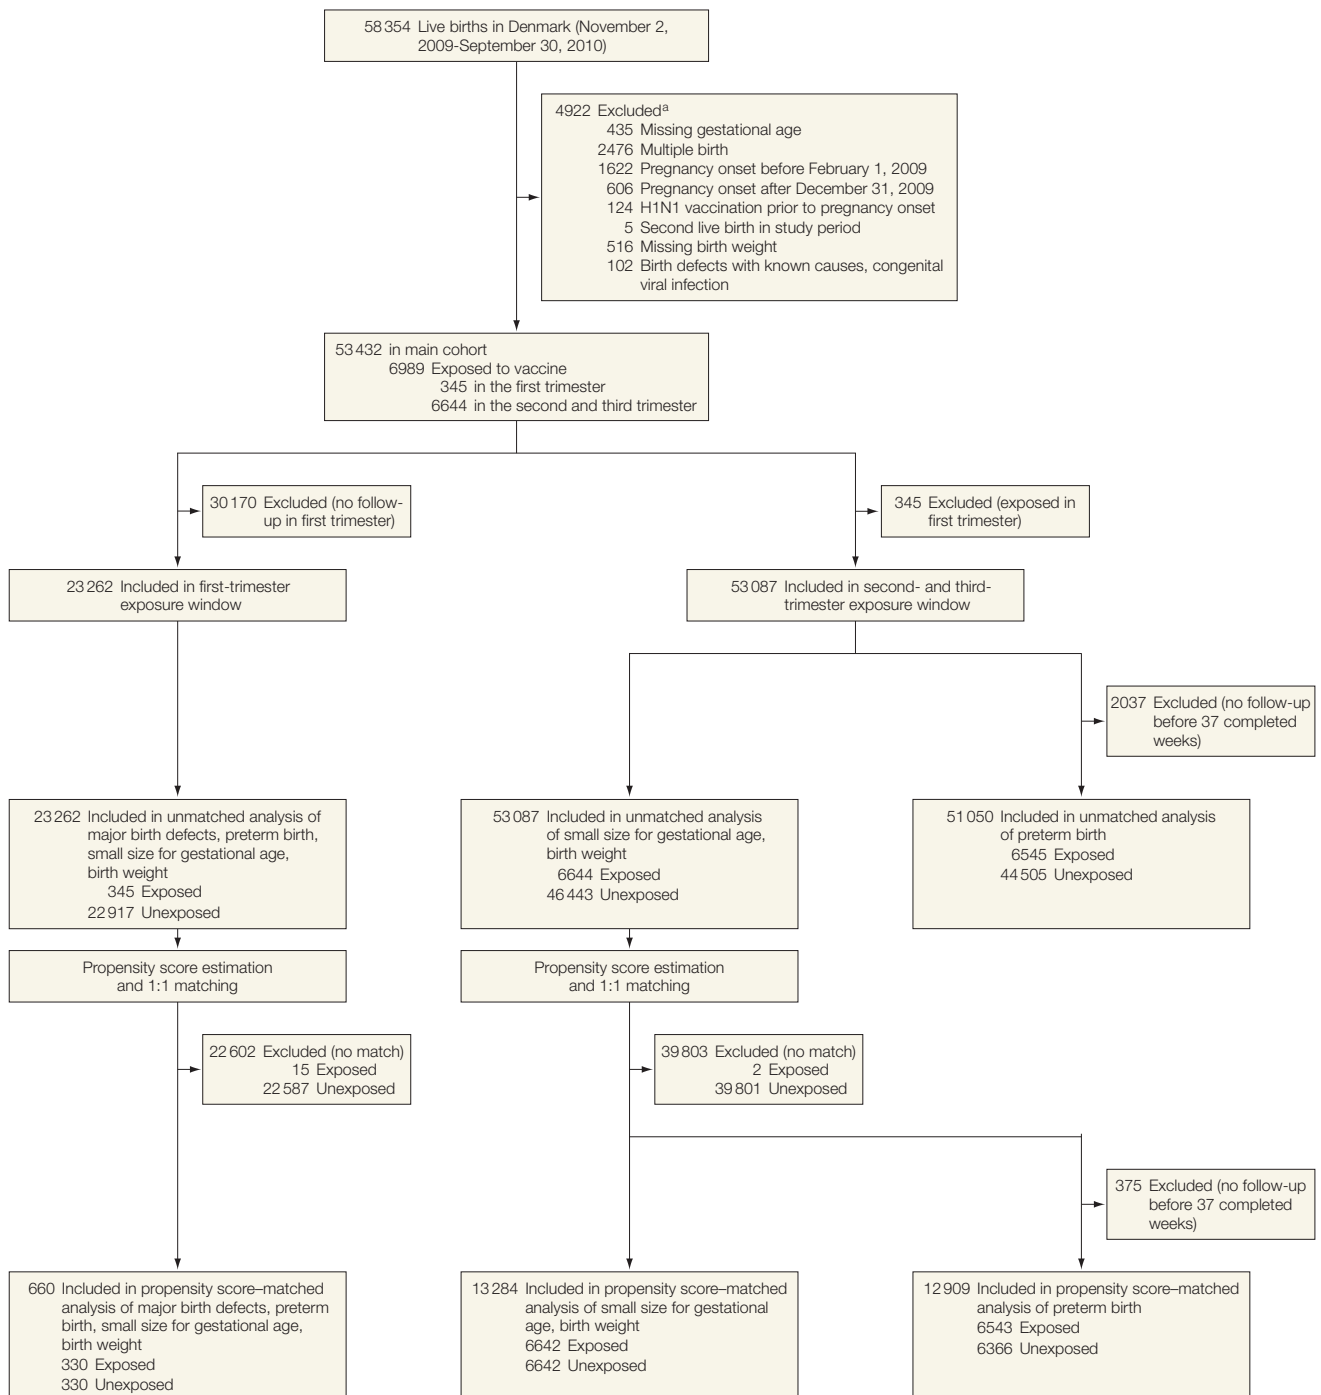 58 354 Live births in Denmark (November 2,
2009-September 30, 2010)
4922 Excludedᵃ
435 Missing gestational age
2476 Multiple birth
1622 Pregnancy onset before February 1, 2009
606 Pregnancy onset after December 31, 2009
124 H1N1 vaccination prior to pregnancy onset
5 Second live birth in study period
516 Missing birth weight
102 Birth defects with known causes, congenital
viral infection
53 432 in main cohort
6989 Exposed to vaccine
345 in the first trimester
6644 in the second and third trimester
30 170 Excluded (no follow-
up in first trimester)
345 Excluded (exposed in
first trimester)
23 262 Included in first-trimester
exposure window
53 087 Included in second- and third-
trimester exposure window
2037 Excluded (no follow-up
before 37 completed
weeks)
23 262 Included in unmatched analysis of
major birth defects, preterm birth,
small size for gestational age,
birth weight
345 Exposed
22 917 Unexposed
53 087 Included in unmatched analysis
of small size for gestational age,
birth weight
6644 Exposed
46 443 Unexposed
51 050 Included in unmatched analysis
of preterm birth
6545 Exposed
44 505 Unexposed
Propensity score estimation
and 1:1 matching
Propensity score estimation
and 1:1 matching
22 602 Excluded (no match)
15 Exposed
22 587 Unexposed
39 803 Excluded (no match)
2 Exposed
39 801 Unexposed
375 Excluded (no follow-up
before 37 completed
weeks)
660 Included in propensity score–matched
analysis of major birth defects, preterm
birth, small size for gestational age,
birth weight
330 Exposed
330 Unexposed
13 284 Included in propensity score–matched
analysis of small size for gestational
age, birth weight
6642 Exposed
6642 Unexposed
12 909 Included in propensity score–matched
analysis of preterm birth
6543 Exposed
6366 Unexposed